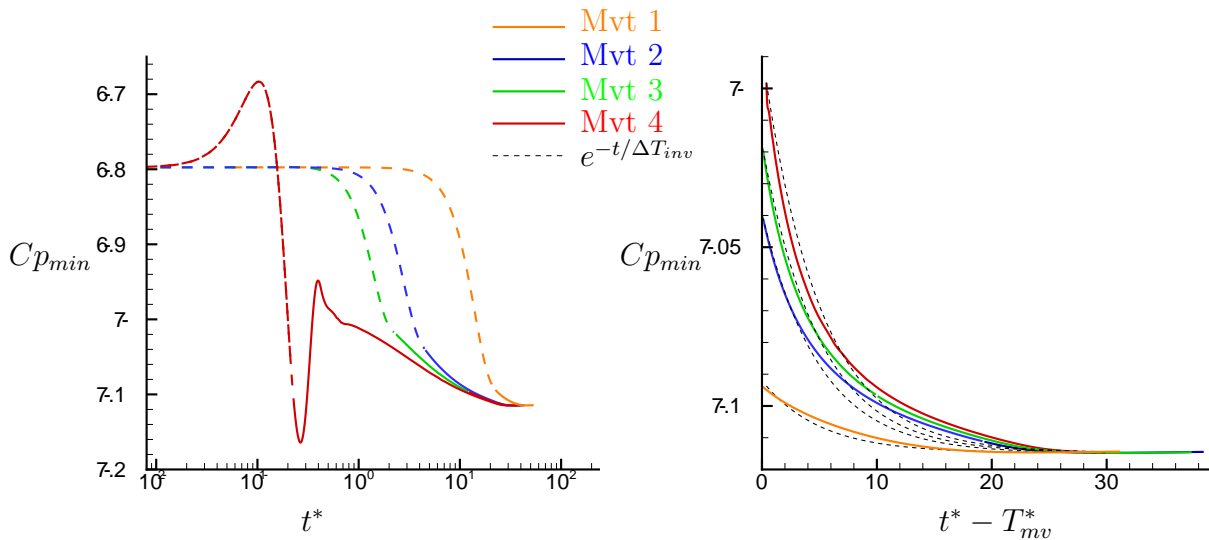 Mvt 1
Mvt 2
Mvt 3
Mvt 4
e^{-t/ΔT_{inv}}
6.7
6.8
6.9
7-
7.1
7.2
Cp_{min}
10^{-2}
10^{-1}
10^{0}
10^{1}
10^{2}
t^*
7-
7.05
7.1
Cp_{min}
0 10 20 30
t^* - T^*_{mv}